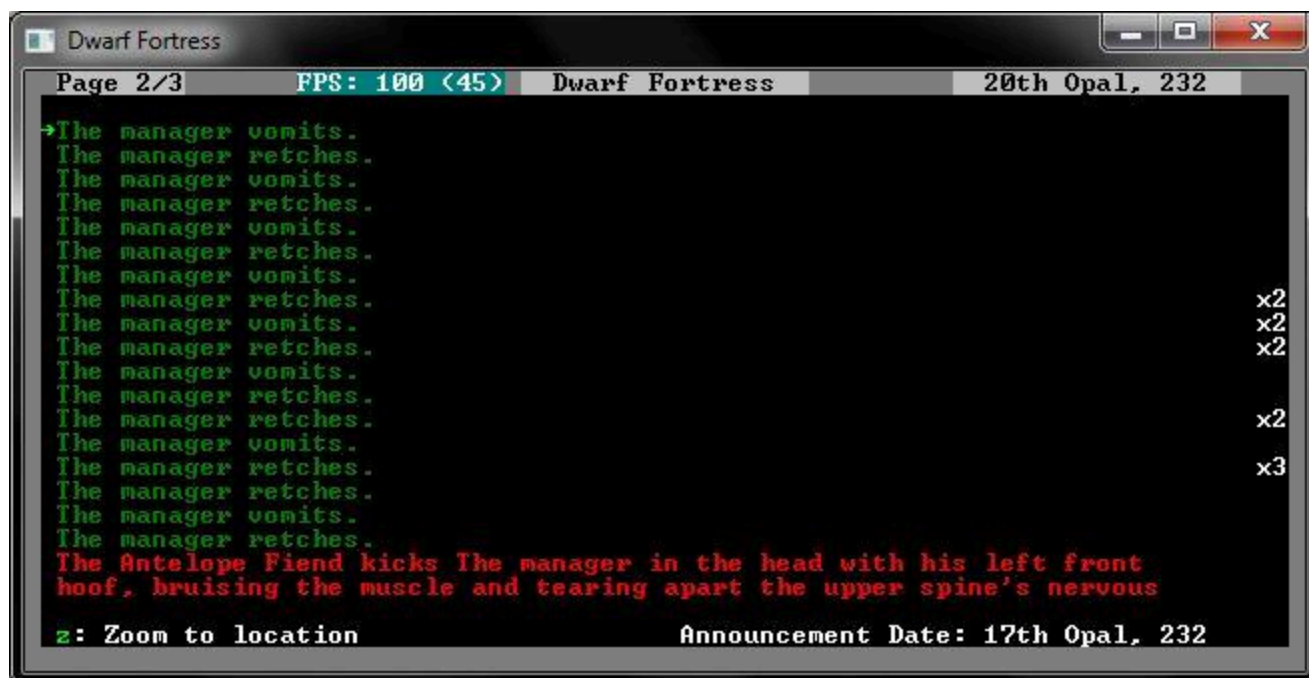 Dwarf Fortress
Page 2/3 FPS: 100 (45) Dwarf Fortress 20th Opal, 232
→The manager vomits.
The manager retches.
The manager vomits.
The manager retches.
The manager vomits.
The manager retches.
The manager vomits.
The manager retches. x2
The manager vomits. x2
The manager retches. x2
The manager vomits.
The manager retches.
The manager retches. x2
The manager vomits.
The manager retches. x3
The manager retches.
The manager vomits.
The manager retches.
The Antelope Fiend kicks The manager in the head with his left front
hoof, bruising the muscle and tearing apart the upper spine's nervous
z: Zoom to location Announcement Date: 17th Opal, 232